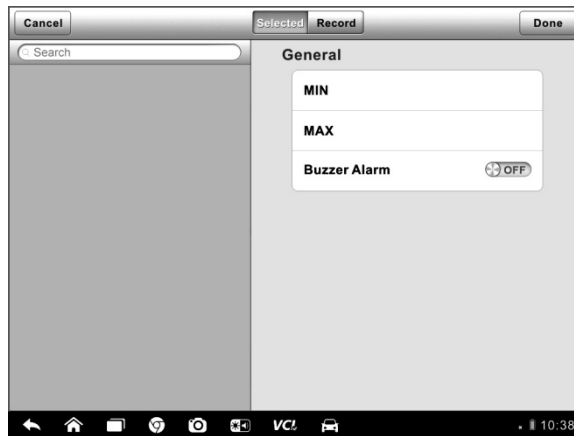 Cancel
Selected
Record
Done
Search
General
MIN
MAX
Buzzer Alarm
OFF
VCI
10:38